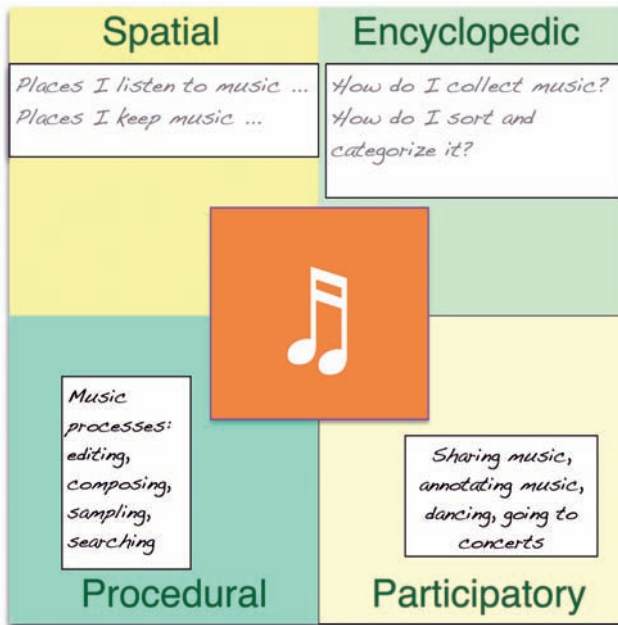 Spatial
Places I listen to music ...
Places I keep music ...
Encyclopedic
How do I collect music?
How do I sort and
categorize it?
Music
processes:
editing,
composing,
sampling,
searching
Procedural
Sharing music,
annotating music,
dancing, going to
concerts
Participatory